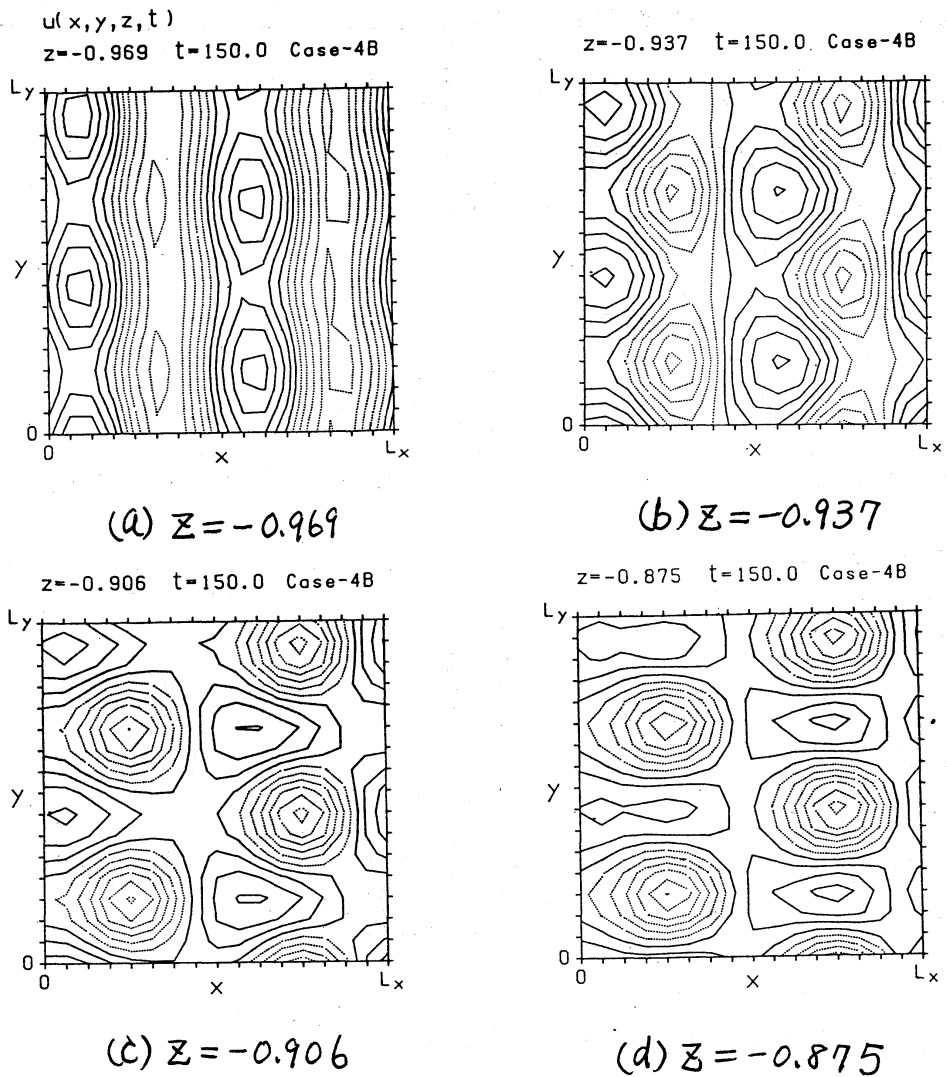 u(x,y,z,t)
z=-0.969 t=150.0 Case-4B
z=-0.937 t=150.0 Case-4B
Ly
y
0
0 x Lx
Ly
y
0
0 x Lx
(a) Z = -0.969
(b) Z = -0.937
z=-0.906 t=150.0 Case-4B
z=-0.875 t=150.0 Case-4B
Ly
y
0
0 x Lx
Ly
y
0
0 x Lx
(c) Z = -0.906
(d) Z = -0.875